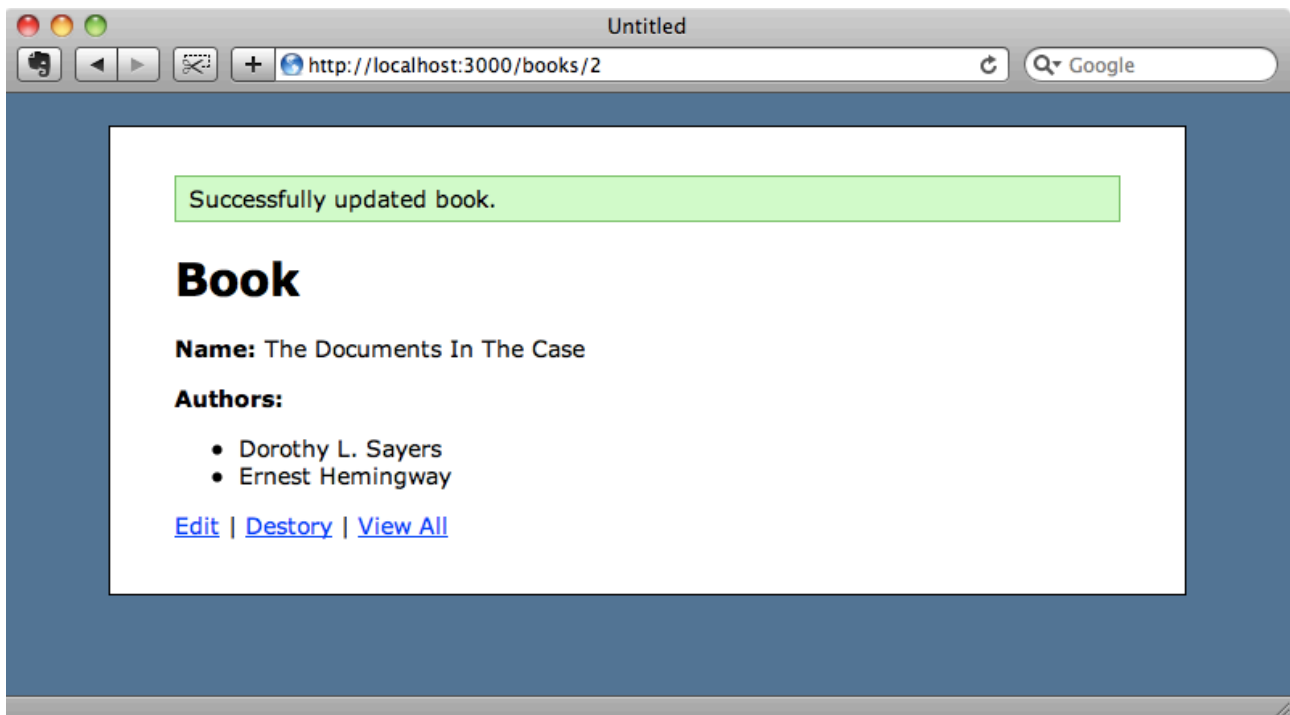 Untitled
http://localhost:3000/books/2
Google
Successfully updated book.
Book
Name: The Documents In The Case
Authors:
• Dorothy L. Sayers
• Ernest Hemingway
Edit | Destory | View All